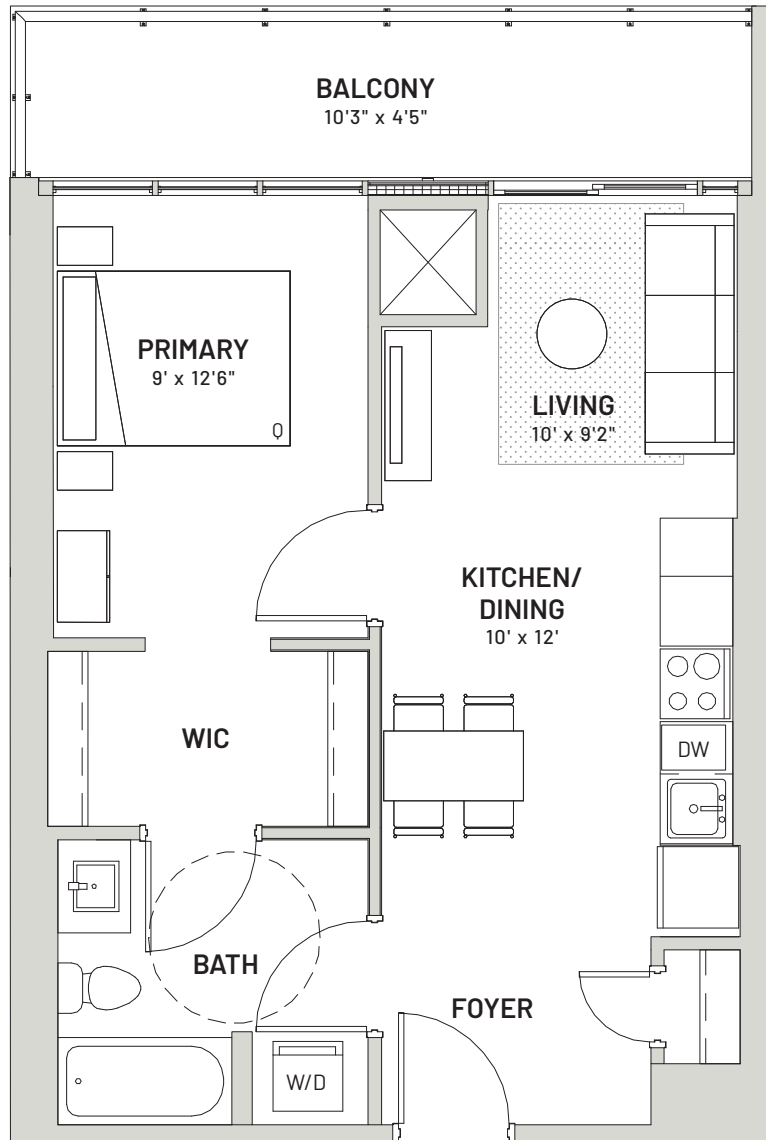 BALCONY
10'3" x 4'5"
PRIMARY
9' x 12'6"
Q
LIVING
10' x 9'2"
KITCHEN/
DINING
10' x 12'
WIC
DW
BATH
FOYER
W/D